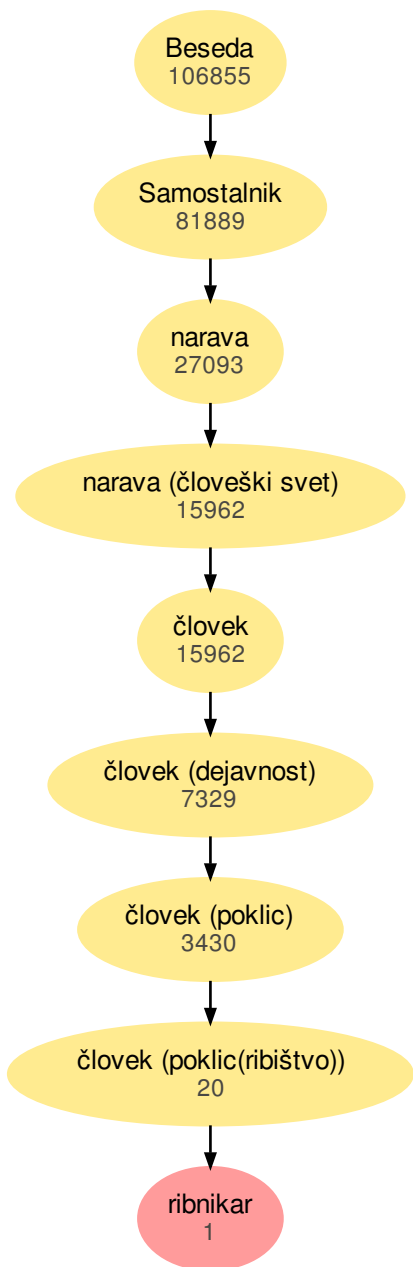 Beseda
106855
Samostalnik
81889
narava
27093
narava (človeški svet)
15962
človek
15962
človek (dejavnost)
7329
človek (poklic)
3430
človek (poklic(ribištvo))
20
ribnikar
1